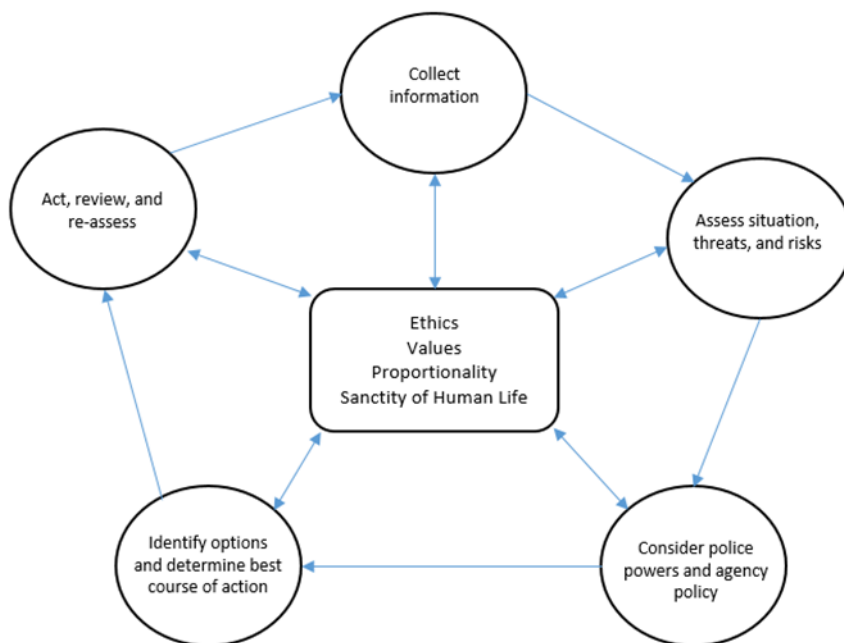 Collect
information
Act, review, and
re-assess
Assess situation,
threats, and risks
Ethics
Values
Proportionality
Sanctity of Human Life
Identify options
and determine best
course of action
Consider police
powers and agency
policy